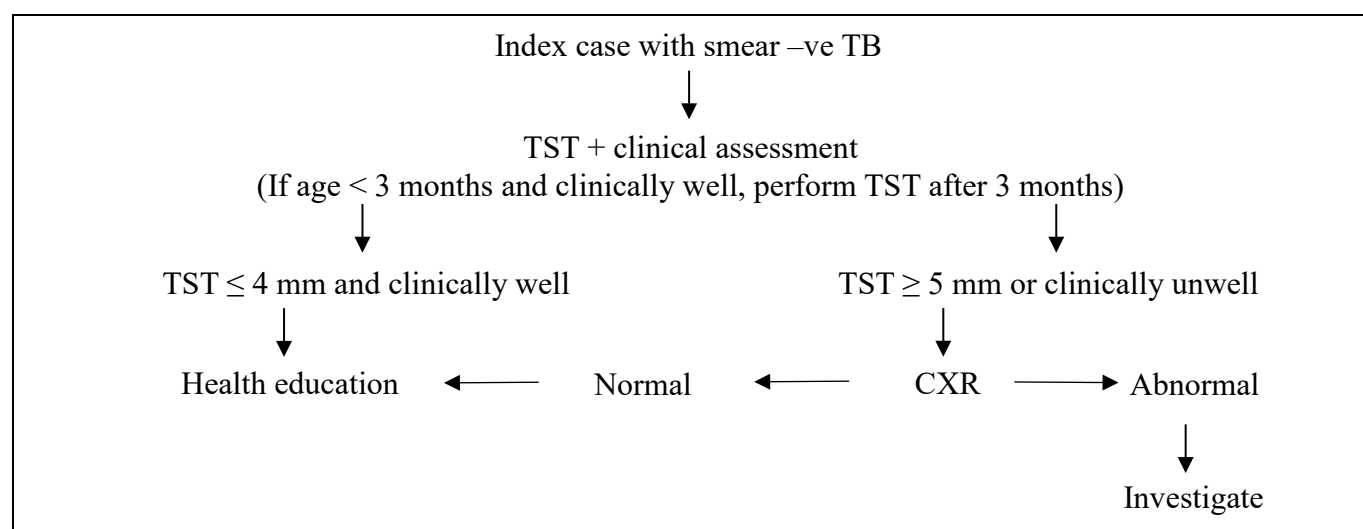 Index case with smear –ve TB
TST + clinical assessment
(If age < 3 months and clinically well, perform TST after 3 months)
TST ≤ 4 mm and clinically well
TST ≥ 5 mm or clinically unwell
Health education
Normal
CXR
Abnormal
Investigate